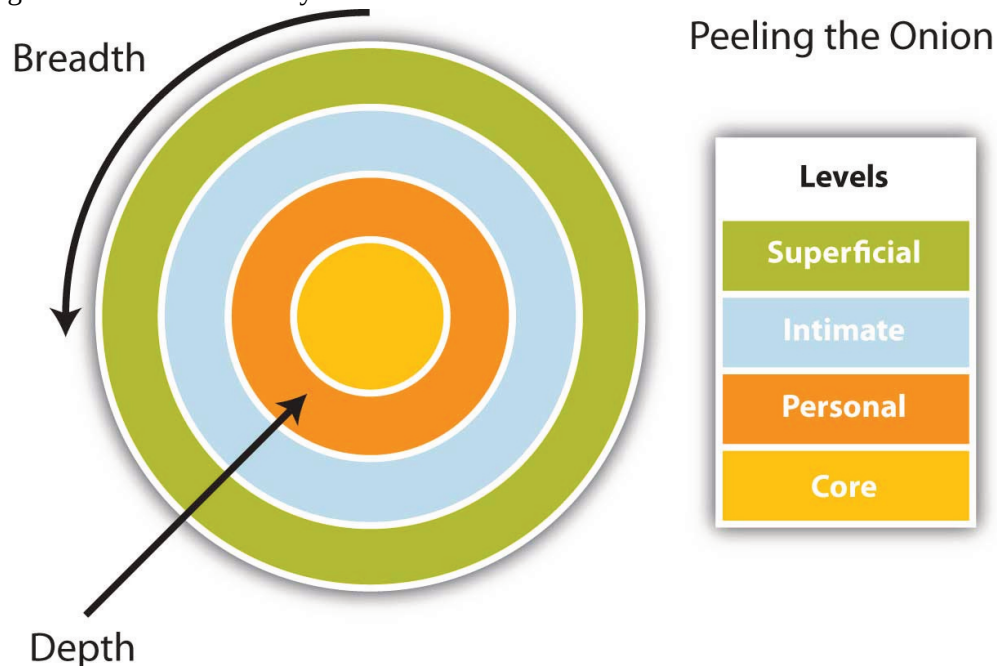 Breadth
Peeling the Onion
Levels
Superficial
Intimate
Personal
Core
Depth